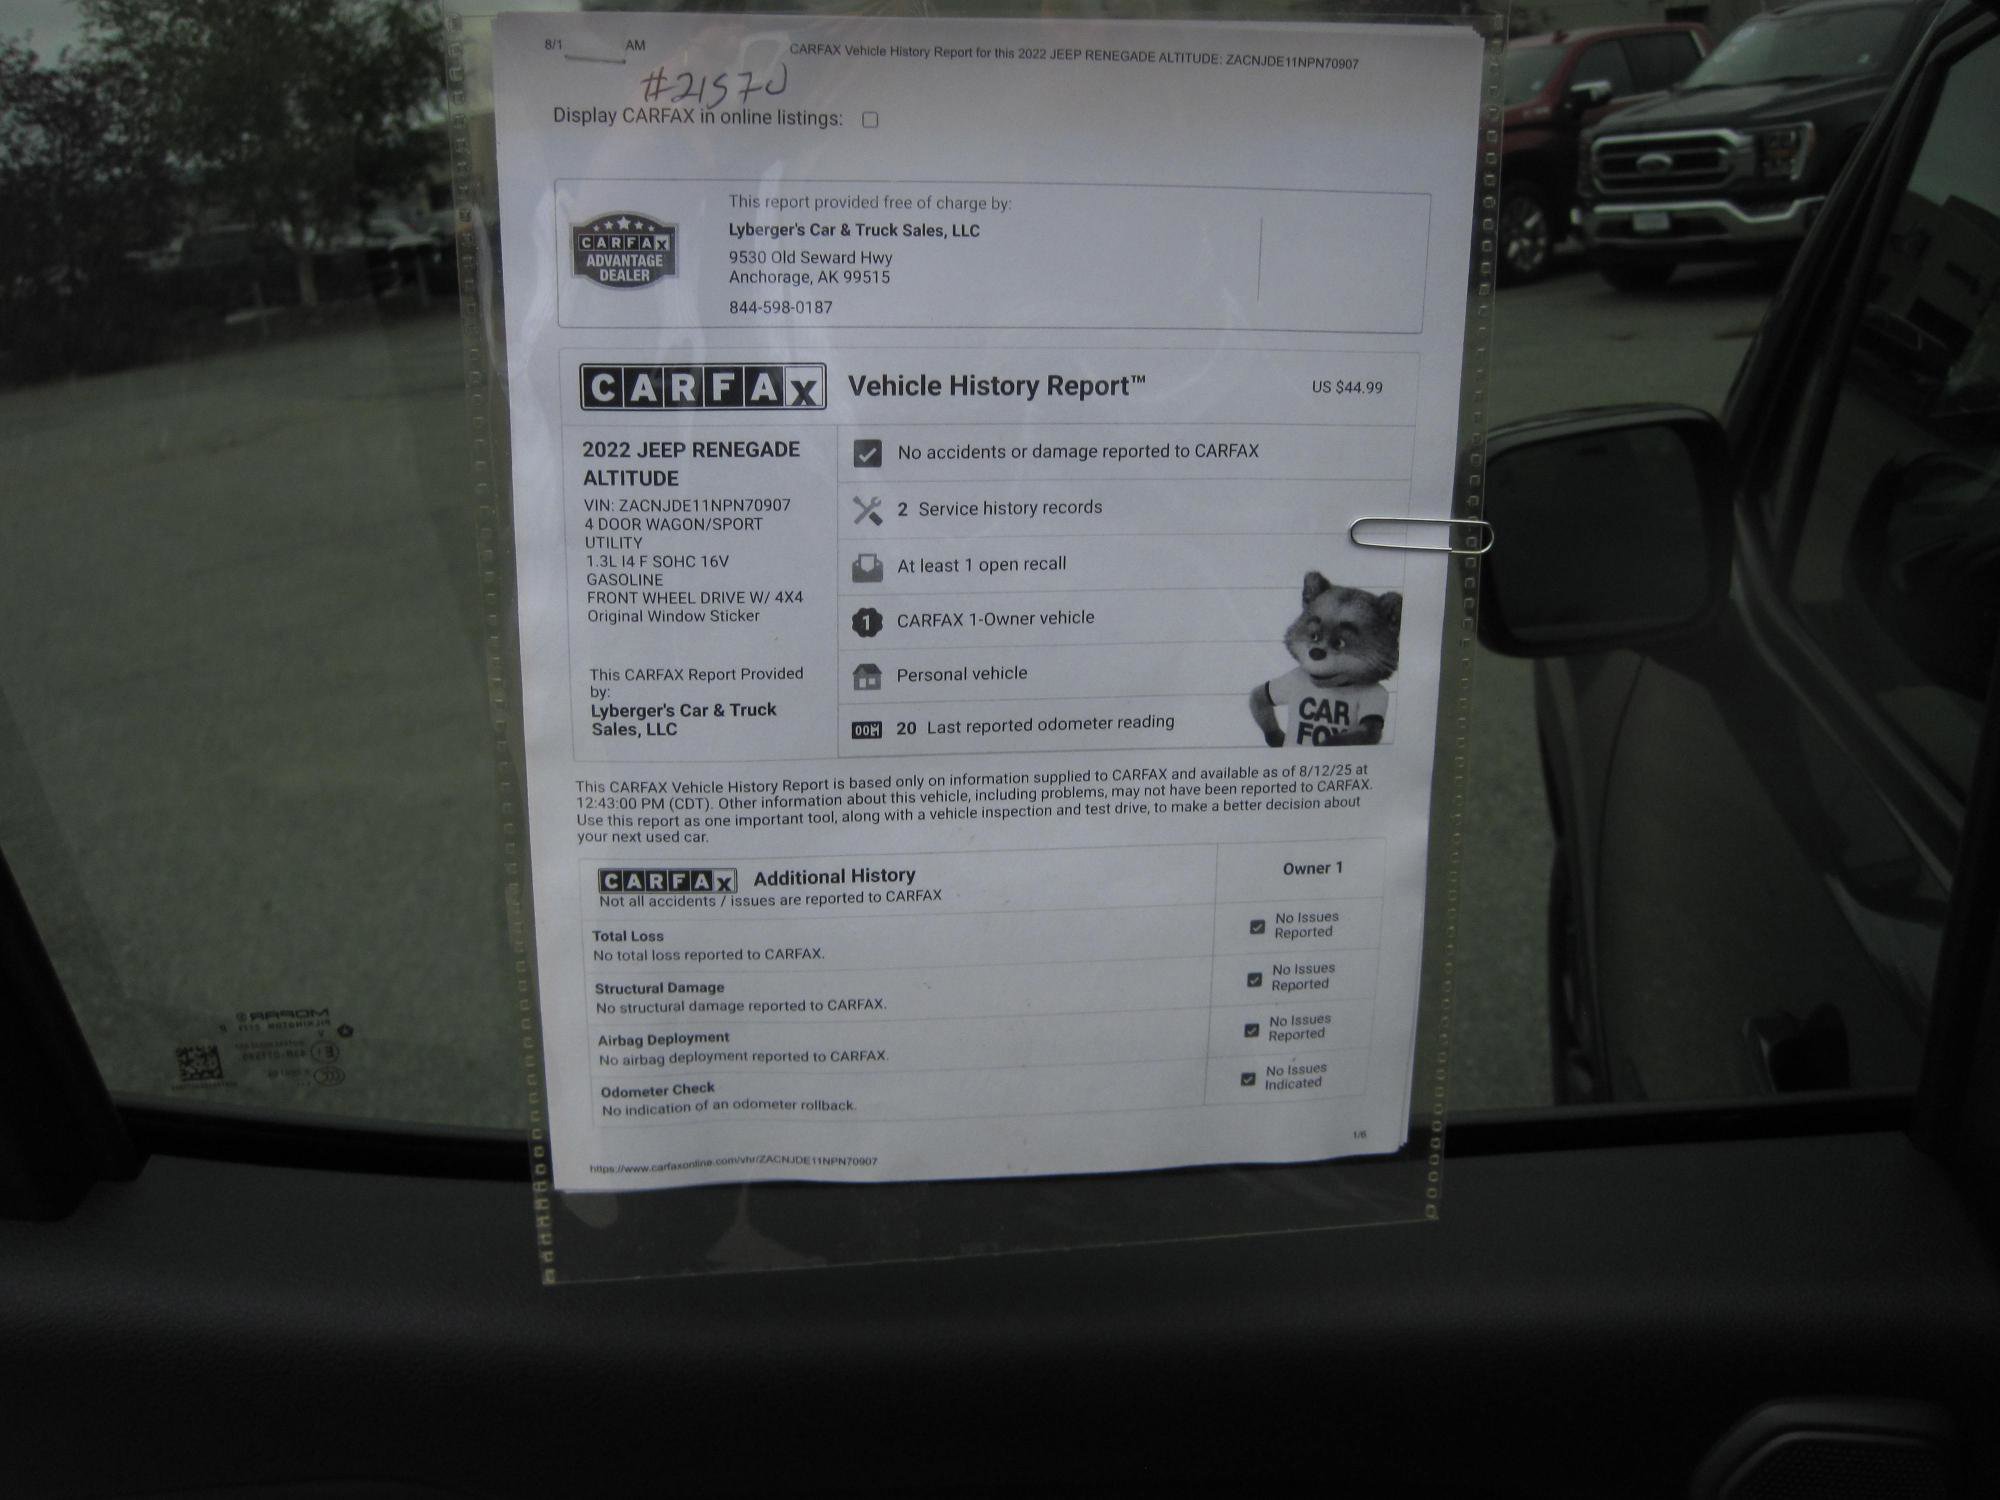 8/1 AM
CARFAX Vehicle History Report for this 2022 JEEP RENEGADE ALTITUDE: ZACNJDE11NPN70907
#21570
Display CARFAX in online listings:
CARFAX
ADVANTAGE
DEALER
This report provided free of charge by:
Lyberger's Car & Truck Sales, LLC
9530 Old Seward Hwy
Anchorage, AK 99515
844-598-0187
CARFAX Vehicle History Report™ US $44.99
2022 JEEP RENEGADE
ALTITUDE
VIN: ZACNJDE11NPN70907
4 DOOR WAGON/SPORT
UTILITY
1.3L I4 F SOHC 16V
GASOLINE
FRONT WHEEL DRIVE W/ 4X4
Original Window Sticker
This CARFAX Report Provided
by:
Lyberger's Car & Truck
Sales, LLC
No accidents or damage reported to CARFAX
2 Service history records
At least 1 open recall
1 CARFAX 1-Owner vehicle
Personal vehicle
20 Last reported odometer reading
CAR
FOX
This CARFAX Vehicle History Report is based only on information supplied to CARFAX and available as of 8/12/25 at
12:43:00 PM (CDT). Other information about this vehicle, including problems, may not have been reported to CARFAX.
Use this report as one important tool, along with a vehicle inspection and test drive, to make a better decision about
your next used car.
CARFAX Additional History
Not all accidents / issues are reported to CARFAX
Owner 1
Total Loss
No total loss reported to CARFAX.
No Issues
Reported
Structural Damage
No structural damage reported to CARFAX.
No Issues
Reported
Airbag Deployment
No airbag deployment reported to CARFAX.
No Issues
Reported
Odometer Check
No indication of an odometer rollback.
No Issues
Indicated
1/6
https://www.carfaxonline.com/vhr/ZACNJDE11NPN70907
MOPAR